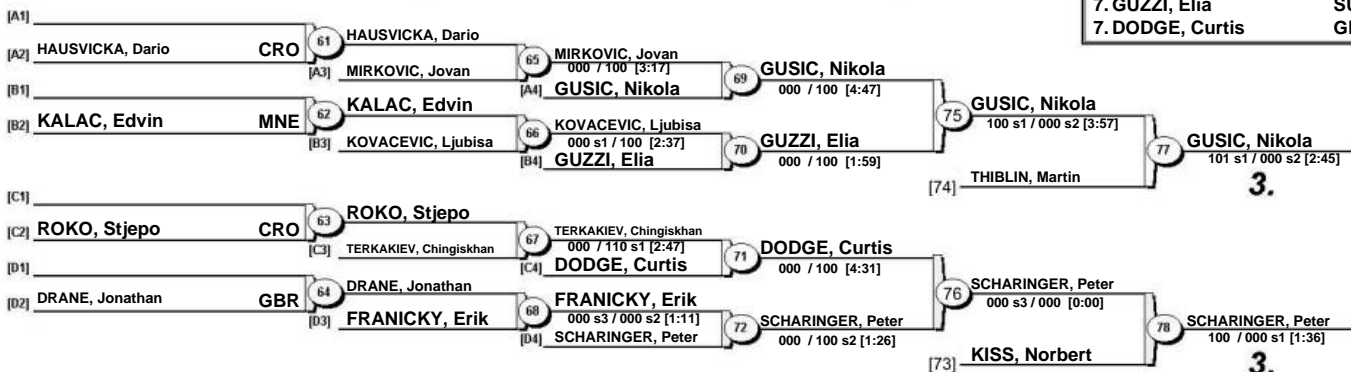 7. GUZZI, Elia
7. DODGE, Curtis
[A1]
[A2] HAUSVICKA, Dario CRO
61
HAUSVICKA, Dario
[A3] MIRKOVIC, Jovan
65
MIRKOVIC, Jovan
000 / 100 [3:17]
[A4] GUSIC, Nikola
69
GUSIC, Nikola
000 / 100 [4:47]
[B1]
[B2] KALAC, Edvin MNE
62
KALAC, Edvin
[B3] KOVACEVIC, Ljubisa
66
KOVACEVIC, Ljubisa
000 s1 / 100 [2:37]
[B4] GUZZI, Elia
70
GUZZI, Elia
000 / 100 [1:59]
75
GUSIC, Nikola
100 s1 / 000 s2 [3:57]
[74] THIBLIN, Martin
77
GUSIC, Nikola
101 s1 / 000 s2 [2:45]
3.
[C1]
[C2] ROKO, Stjepo CRO
63
ROKO, Stjepo
[C3] TERKAKIEV, Chingiskhan
67
TERKAKIEV, Chingiskhan
000 / 110 s1 [2:47]
[C4] DODGE, Curtis
71
DODGE, Curtis
000 / 100 [4:31]
[D1]
[D2] DRANE, Jonathan GBR
64
DRANE, Jonathan
[D3] FRANICKY, Erik
68
FRANICKY, Erik
000 s3 / 000 s2 [1:11]
[D4] SCHARINGER, Peter
72
SCHARINGER, Peter
000 / 100 s2 [1:26]
76
SCHARINGER, Peter
000 s3 / 000 [0:00]
[73] KISS, Norbert
78
SCHARINGER, Peter
100 / 000 s1 [1:36]
3.